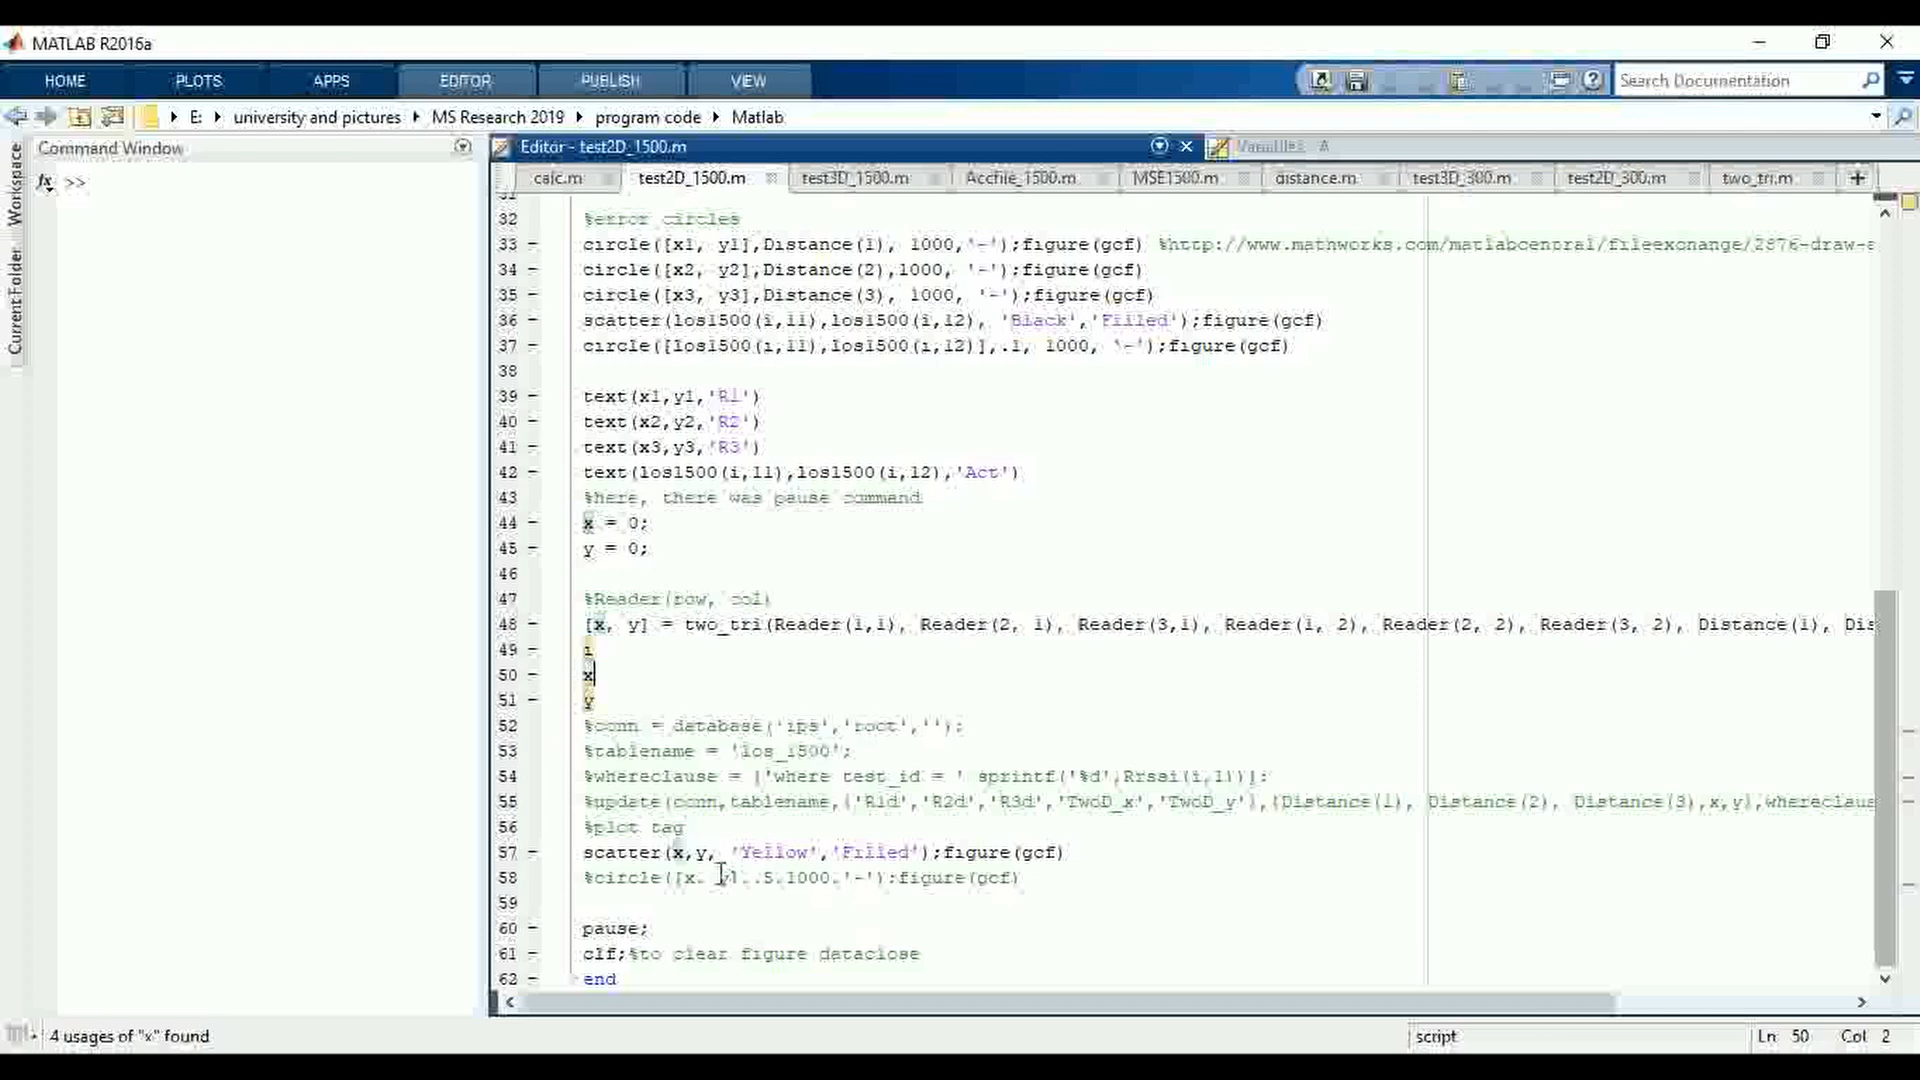 MATLAB R2016a
HOME PLOTS APPS EDITOR PUBLISH VIEW Search Documentation
E: university and pictures MS Research 2019 program code Matlab
Command Window
Editor - test2D_1500.m
Variables - A
Workspace
Current Folder
fx >>
calc.m test2D_1500.m test3D_1500.m Accfile_1500.m MSE1500.m distance.m test3D_300.m test2D_300.m two_tri.m +
31
32 %error circles
33 - circle([x1, y1],Distance(1), 1000,'-');figure(gcf) %http://www.mathworks.com/matlabcentral/fileexchange/2876-draw-a
34 - circle([x2, y2],Distance(2),1000, '-');figure(gcf)
35 - circle([x3, y3],Distance(3), 1000, '-');figure(gcf)
36 - scatter(los1500(i,11),los1500(i,12), 'Black','Filled');figure(gcf)
37 - circle([los1500(i,11),los1500(i,12)],.1, 1000, '-');figure(gcf)
38
39 - text(x1,y1,'R1')
40 - text(x2,y2,'R2')
41 - text(x3,y3,'R3')
42 - text(los1500(i,11),los1500(i,12),'Act')
43 %here, there was pause command
44 - x = 0;
45 - y = 0;
46
47 %Reader(row, col)
48 - [x, y] = two_tri(Reader(1,1), Reader(2, 1), Reader(3,1), Reader(1, 2), Reader(2, 2), Reader(3, 2), Distance(1), Dis
49 - i
50 - x
51 - y
52 %conn = database('ips','root','');
53 %tablename = 'los_1500';
54 %whereclause = ['where test_id = ' sprintf('%d',Rrssi(i,1))];
55 %update(conn,tablename,{'R1d','R2d','R3d','TwoD_x','TwoD_y'},{Distance(1), Distance(2), Distance(3),x,y},whereclaus
56 %plot tag
57 - scatter(x,y, 'Yellow','Filled');figure(gcf)
58 %circle([x, y],.5,1000,'-');figure(gcf)
59
60 - pause;
61 - clf;%to clear figure dataclose
62 - end
4 usages of "x" found script Ln 50 Col 2